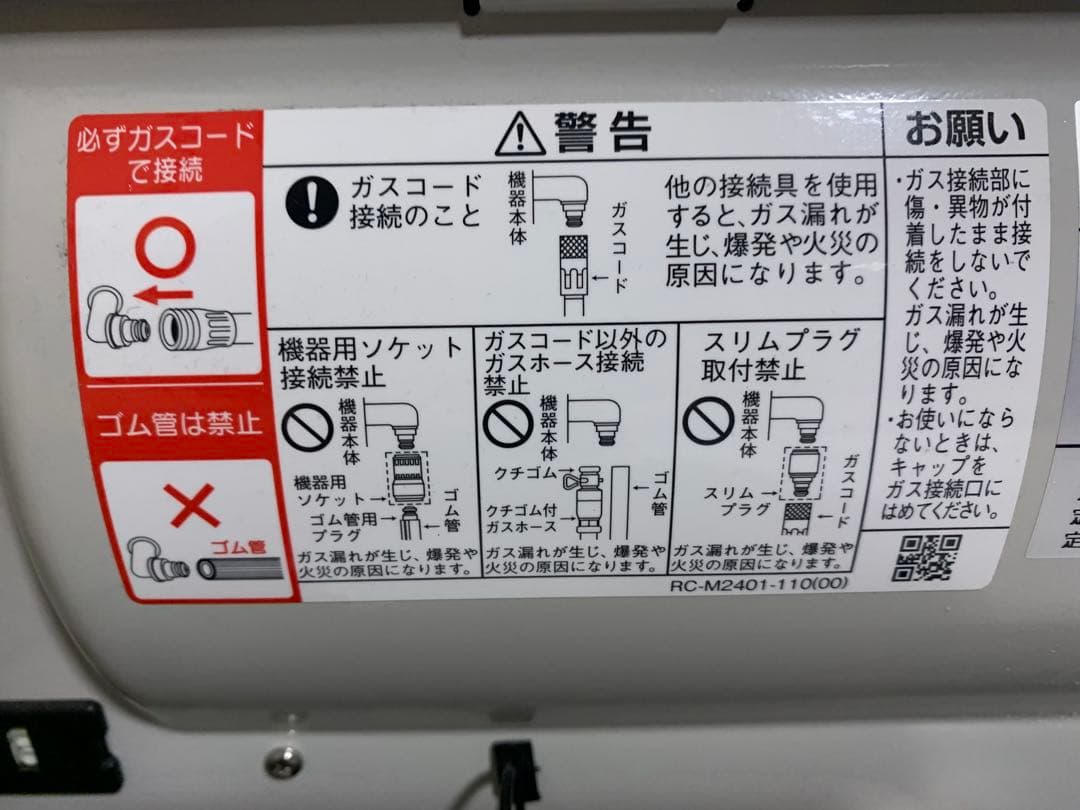 必ずガスコード
で接続
ゴム管は禁止
ゴム管
警告
ガスコード
接続のこと
機器本体
ガスコード
他の接続具を使用
すると、ガス漏れが
生じ、爆発や火災の
原因になります。
機器用ソケット
接続禁止
機器本体
機器用
ソケット
ゴム管用
プラグ
ゴム管
ガス漏れが生じ、爆発や
火災の原因になります。
ガスコード以外の
ガスホース接続
禁止
機器本体
クチゴム
クチゴム付
ガスホース
ゴム管
ガス漏れが生じ、爆発や
火災の原因になります。
スリムプラグ
取付禁止
機器本体
スリム
プラグ
ガスコード
ガス漏れが生じ、爆発や
火災の原因になります。
RC-M2401-110(00)
お願い
・ガス接続部に
傷・異物が付
着したまま接
続をしないで
ください。
ガス漏れが生
じ、爆発や火
災の原因にな
ります。
・お使いになら
ないときは、
キャップを
ガス接続口に
はめてください。
定
定